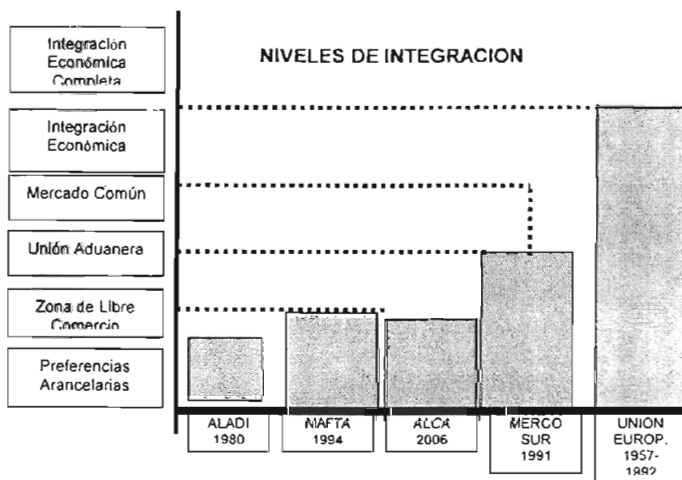 Integración
Económica
Completa
NIVELES DE INTEGRACION
Integración
Económica
Mercado Común
Unión Aduanera
Zona de Libre
Comercio
Preferencias
Arancelarias
ALADI
1980
NAFTA
1994
ALCA
2006
MERCO
SUR
1991
UNIÓN
EUROP.
1957-
1992